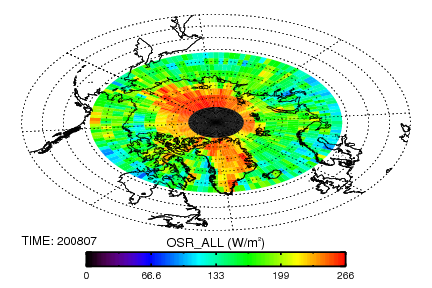 TIME: 200807
OSR_ALL (W/m²)
0 66.6 133 199 266